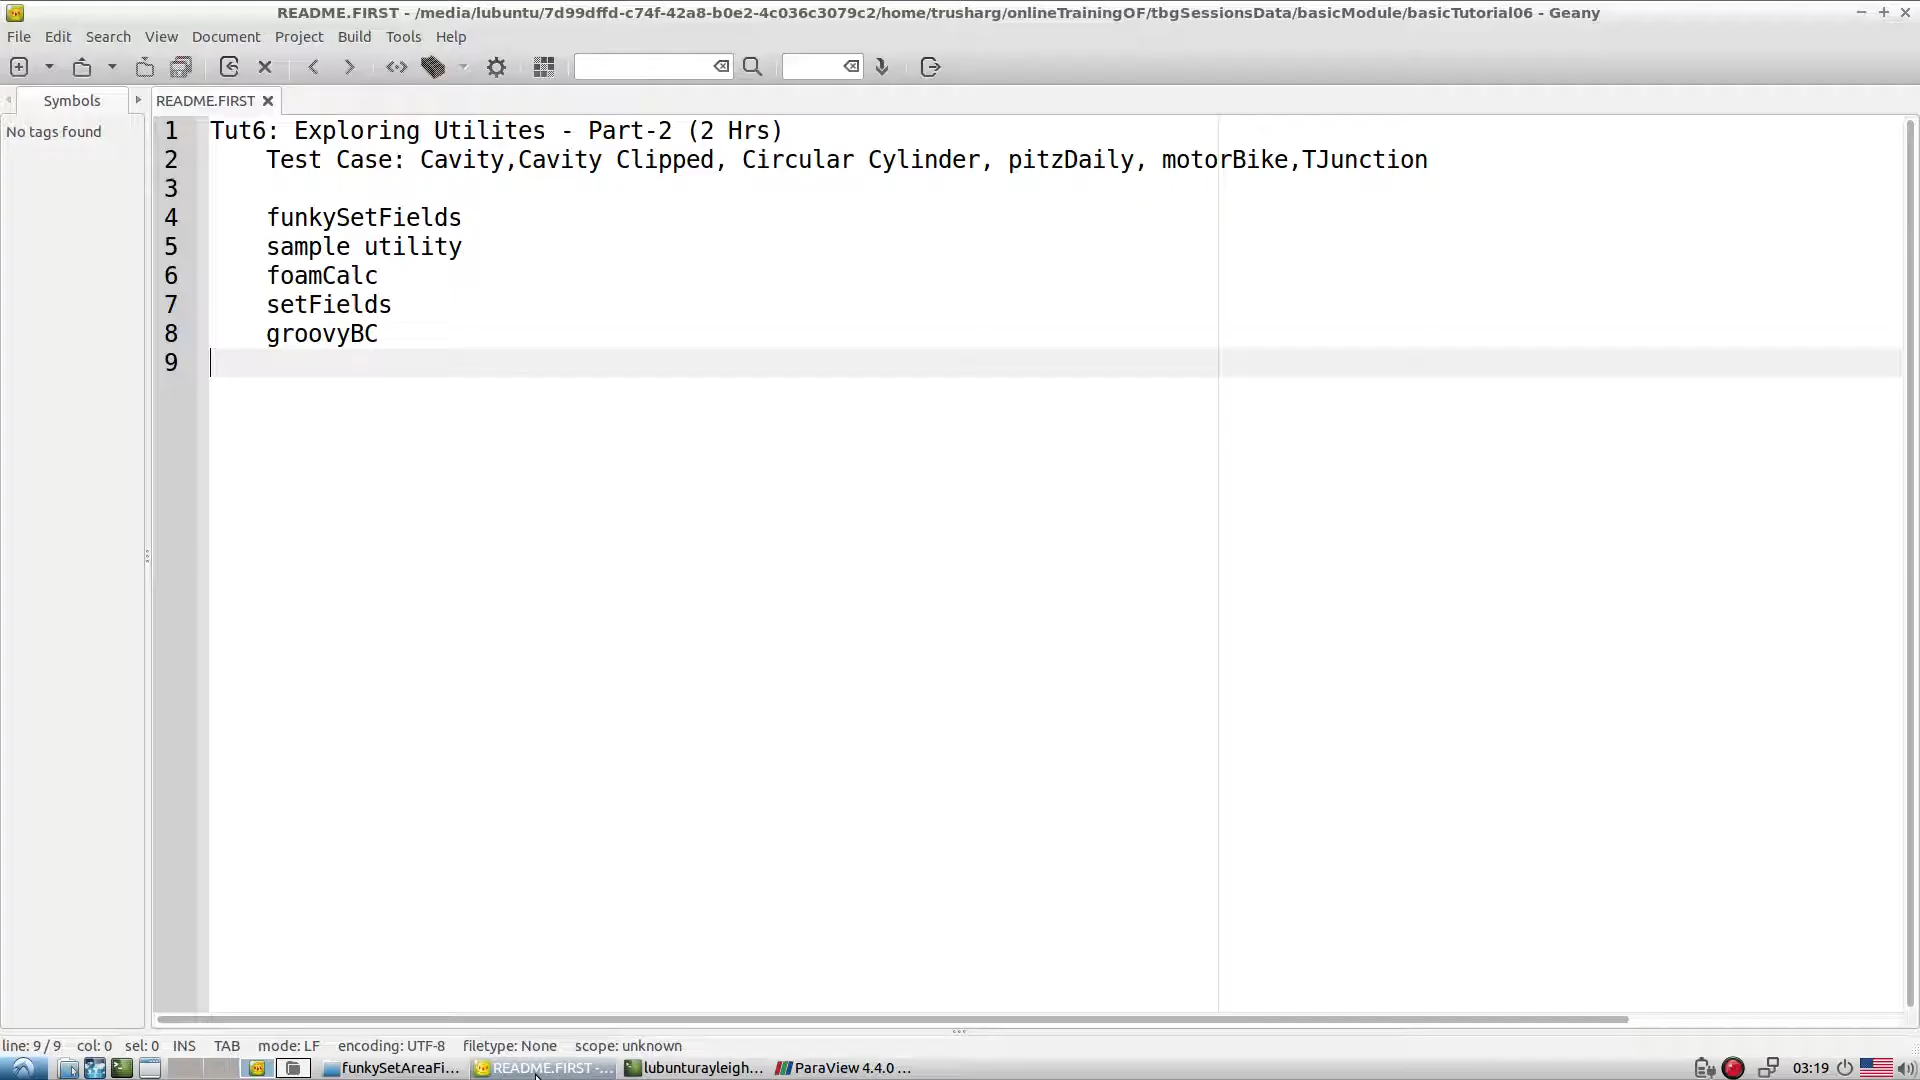 README.FIRST - /media/lubuntu/7d99dffd-c74f-42a8-b0e2-4c036c3079c2/home/trusharg/onlineTrainingOF/tbgSessionsData/basicModule/basicTutorial06 - Geany
File Edit Search View Document Project Build Tools Help
Symbols README.FIRST
No tags found
1 Tut6: Exploring Utilites - Part-2 (2 Hrs)
2 Test Case: Cavity,Cavity Clipped, Circular Cylinder, pitzDaily, motorBike,TJunction
3
4 funkySetFields
5 sample utility
6 foamCalc
7 setFields
8 groovyBC
9
line: 9 / 9 col: 0 sel: 0 INS TAB mode: LF encoding: UTF-8 filetype: None scope: unknown
funkySetAreaFi... README.FIRST -... lubunturayleigh... ParaView 4.4.0 ... 03:19